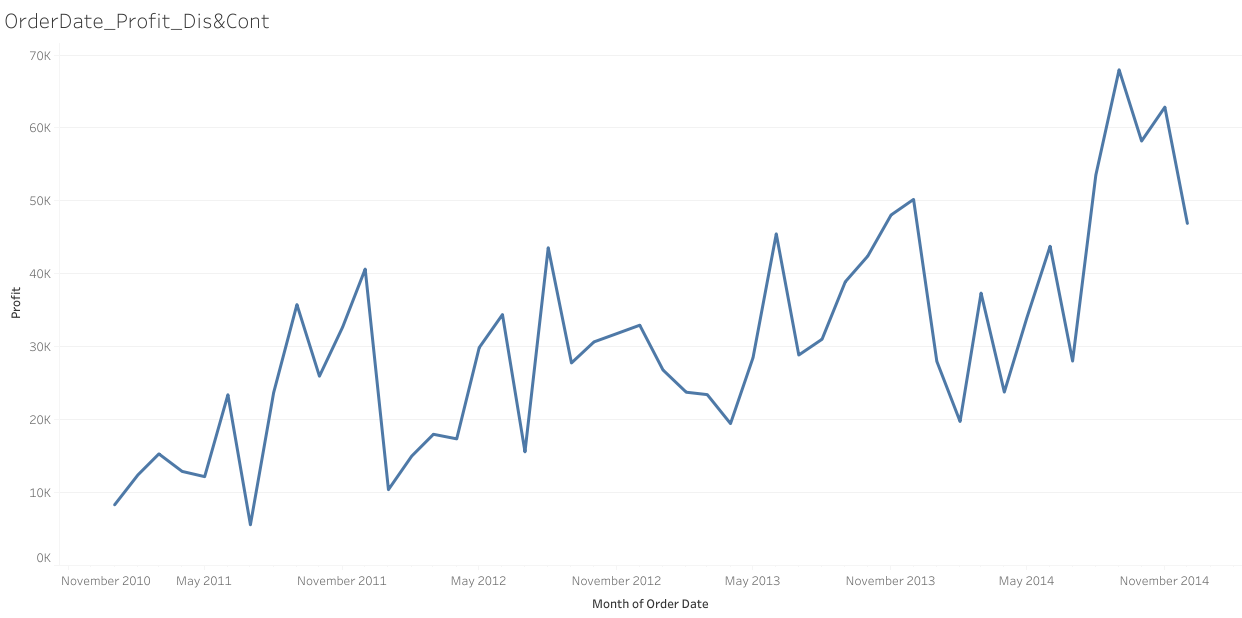 OrderDate_Profit_Dis&Cont
70K
60K
50K
40K
30K
20K
10K
0K
Profit
November 2010 May 2011 November 2011 May 2012 November 2012 May 2013 November 2013 May 2014 November 2014
Month of Order Date